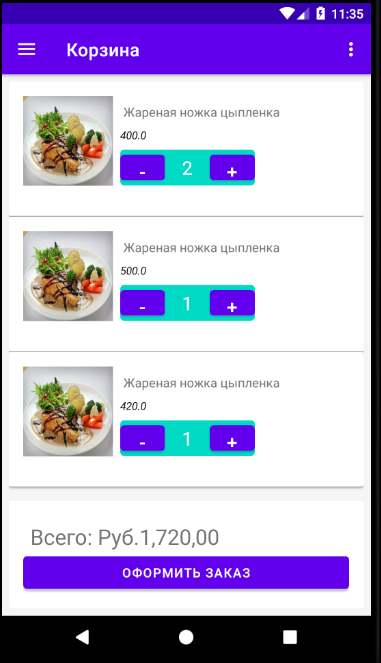 11:35
Корзина
Жареная ножка цыпленка
400.0
- 2 +
Жареная ножка цыпленка
500.0
- 1 +
Жареная ножка цыпленка
420.0
- 1 +
Всего: Руб.1,720,00
ОФОРМИТЬ ЗАКАЗ